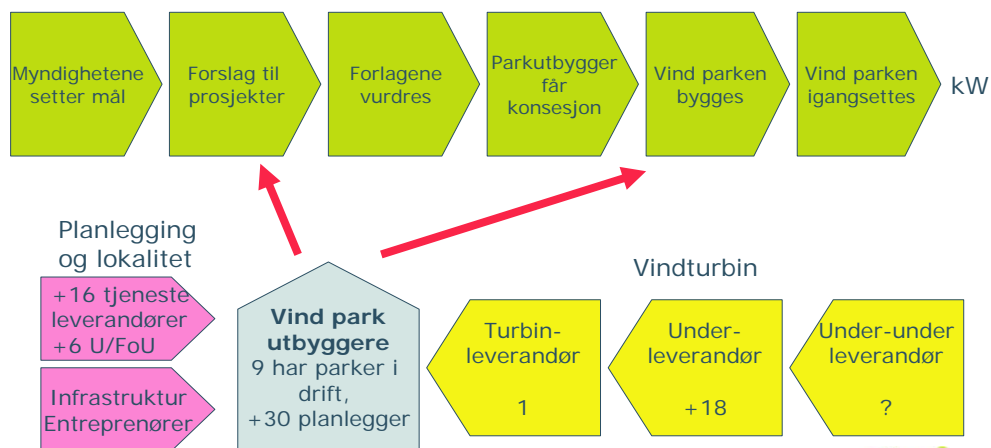 Myndighetene
setter mål
Forslag til
prosjekter
Forlagene
vurdres
Parkutbygger
får
konsesjon
Vind parken
bygges
Vind parken
igangsettes
kW
Planlegging
og lokalitet
+16 tjeneste
leverandører
+6 U/FoU
Infrastruktur
Entreprenører
Vind park
utbyggere
9 har parker i
drift,
+30 planlegger
Vindturbin
Turbin-
leverandør
1
Under-
leverandør
+18
Under-under
leverandør
?